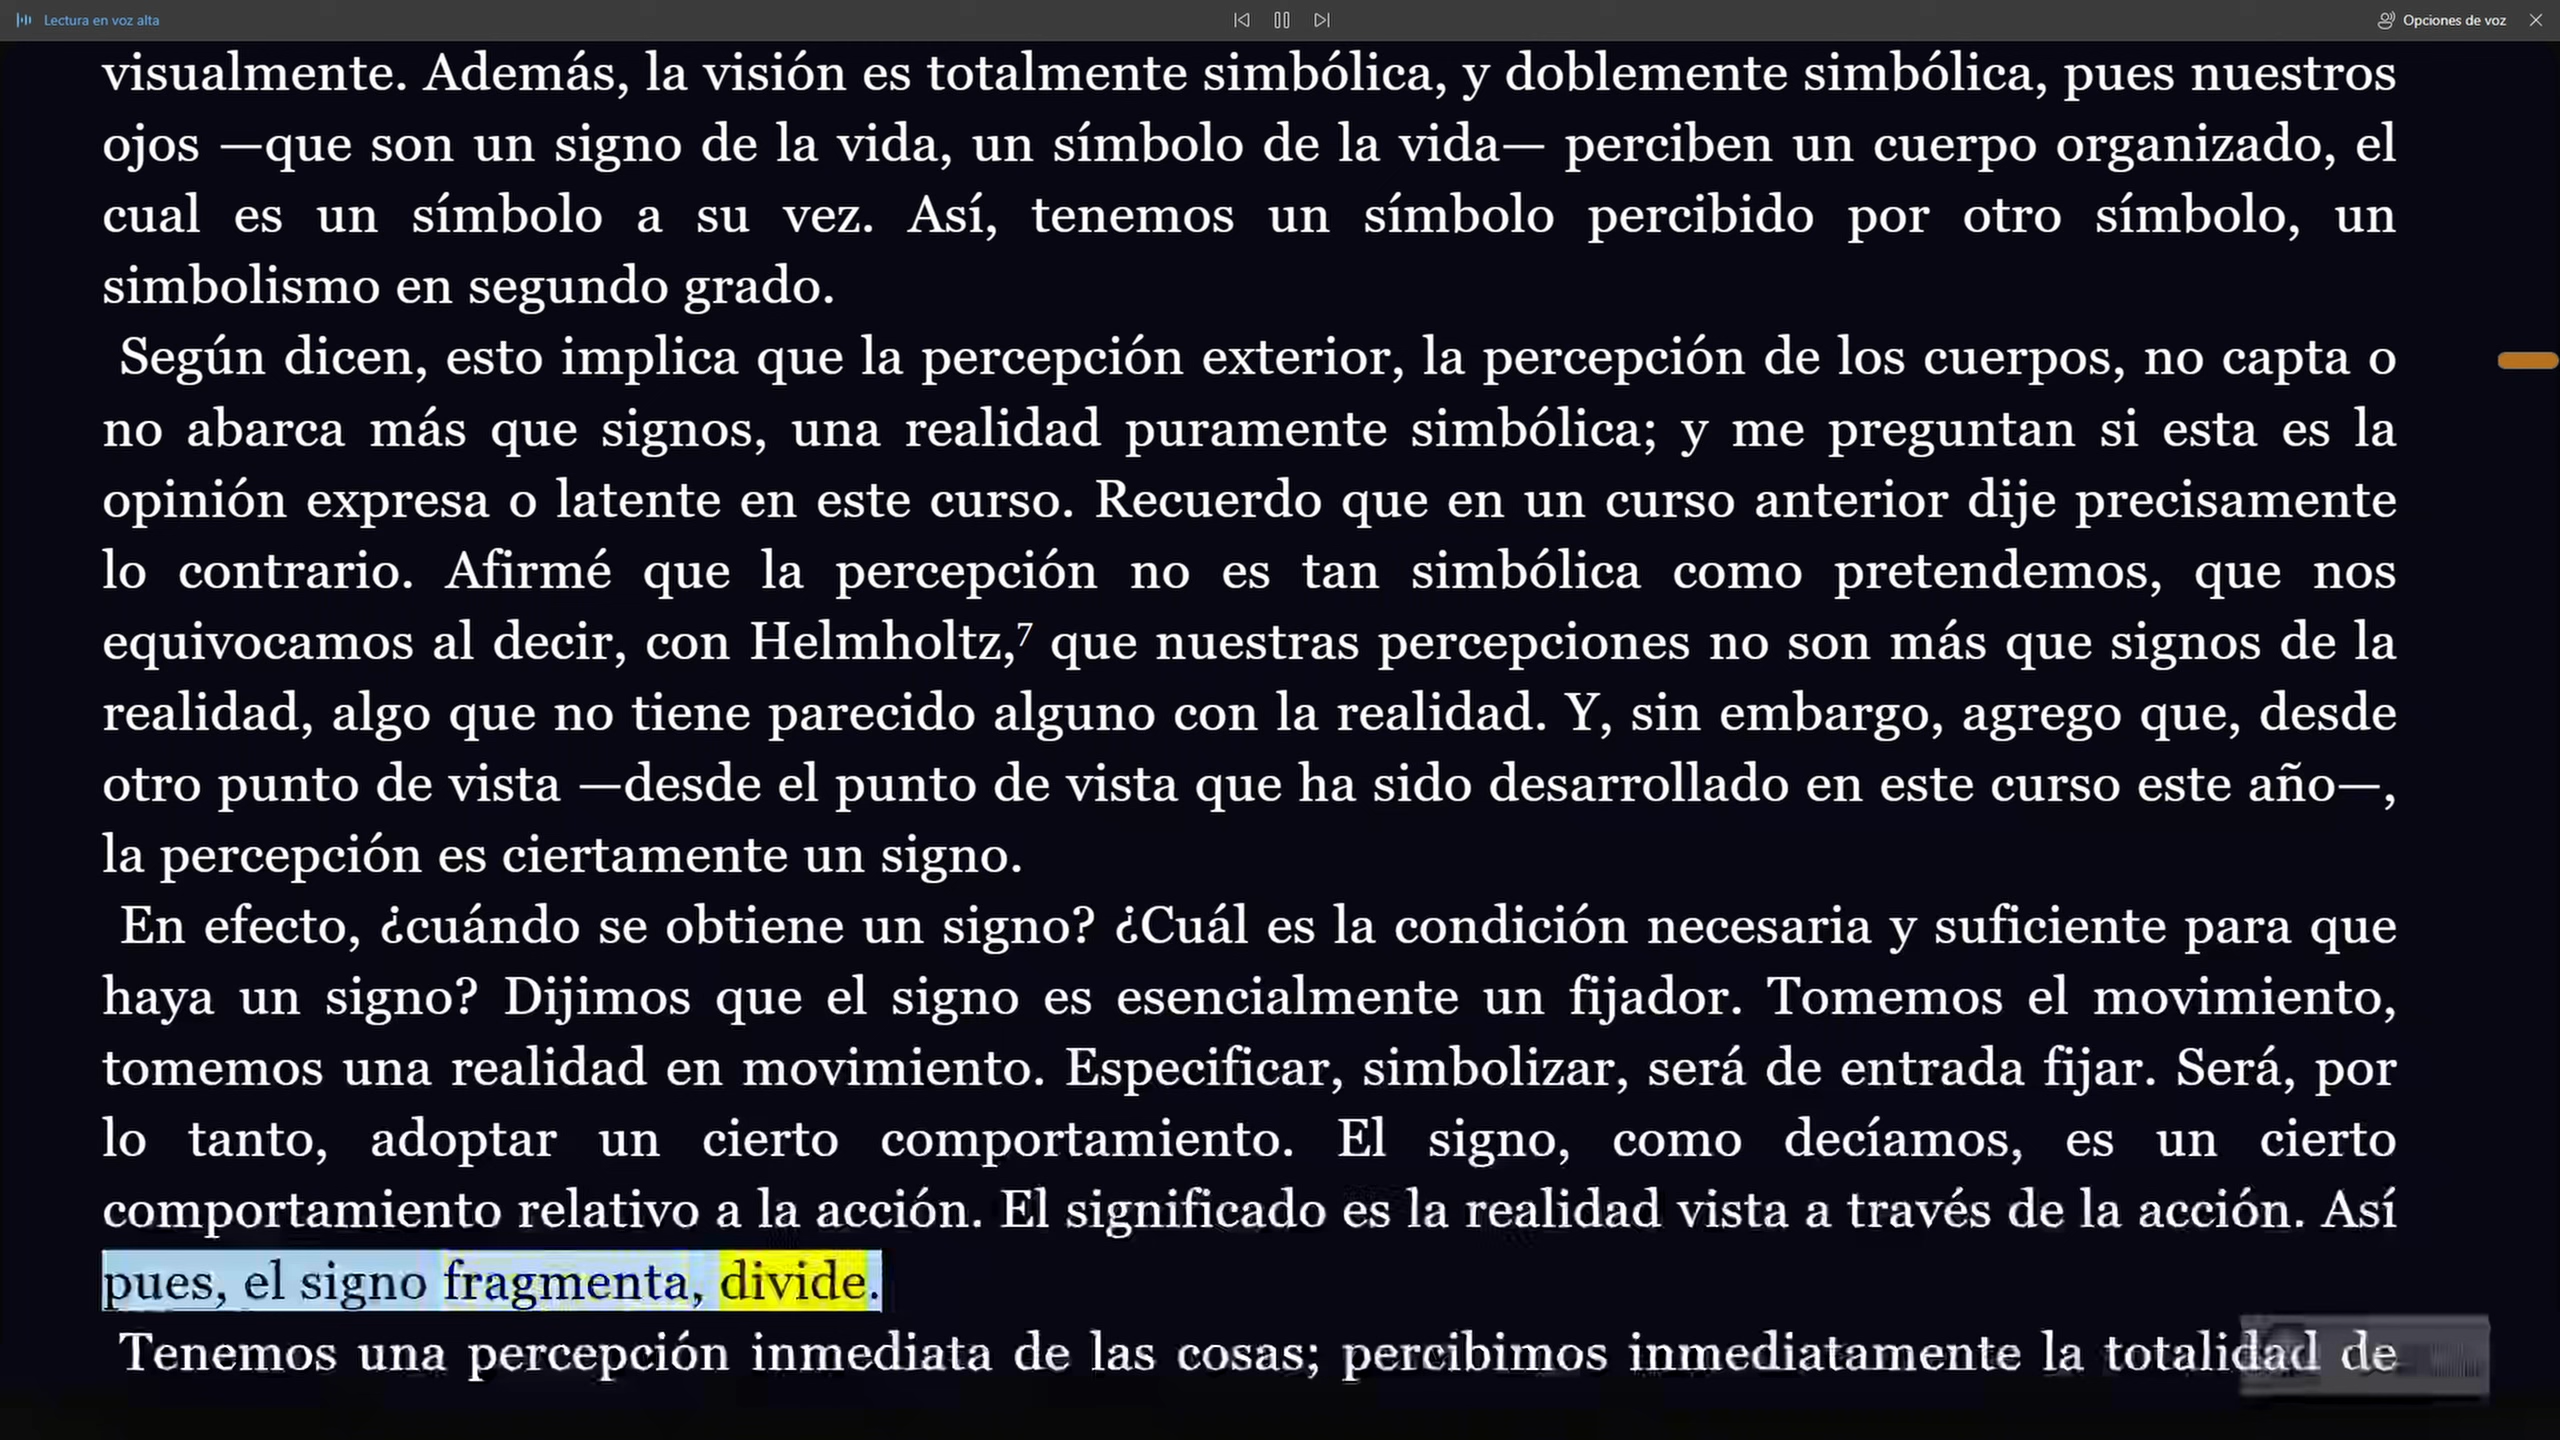 Lectura en voz alta
Opciones de voz
visualmente. Además, la visión es totalmente simbólica, y doblemente simbólica, pues nuestros
ojos —que son un signo de la vida, un símbolo de la vida— perciben un cuerpo organizado, el
cual es un símbolo a su vez. Así, tenemos un símbolo percibido por otro símbolo, un
simbolismo en segundo grado.
Según dicen, esto implica que la percepción exterior, la percepción de los cuerpos, no capta o
no abarca más que signos, una realidad puramente simbólica; y me preguntan si esta es la
opinión expresa o latente en este curso. Recuerdo que en un curso anterior dije precisamente
lo contrario. Afirmé que la percepción no es tan simbólica como pretendemos, que nos
equivocamos al decir, con Helmholtz,⁷ que nuestras percepciones no son más que signos de la
realidad, algo que no tiene parecido alguno con la realidad. Y, sin embargo, agrego que, desde
otro punto de vista —desde el punto de vista que ha sido desarrollado en este curso este año—,
la percepción es ciertamente un signo.
En efecto, ¿cuándo se obtiene un signo? ¿Cuál es la condición necesaria y suficiente para que
haya un signo? Dijimos que el signo es esencialmente un fijador. Tomemos el movimiento,
tomemos una realidad en movimiento. Especificar, simbolizar, será de entrada fijar. Será, por
lo tanto, adoptar un cierto comportamiento. El signo, como decíamos, es un cierto
comportamiento relativo a la acción. El significado es la realidad vista a través de la acción. Así
pues, el signo fragmenta, divide.
Tenemos una percepción inmediata de las cosas; percibimos inmediatamente la totalidad de